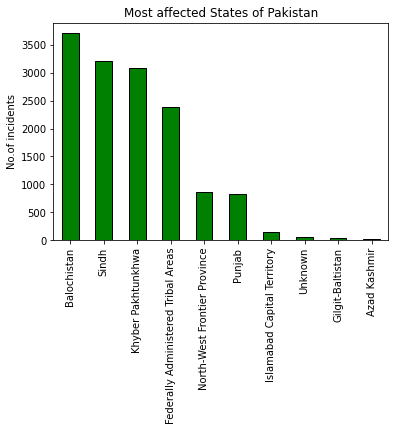 Most affected States of Pakistan
No.of incidents
3500
3000
2500
2000
1500
1000
500
0
Balochistan
Sindh
Khyber Pakhtunkhwa
Federally Administered Tribal Areas
North-West Frontier Province
Punjab
Islamabad Capital Territory
Unknown
Gilgit-Baltistan
Azad Kashmir